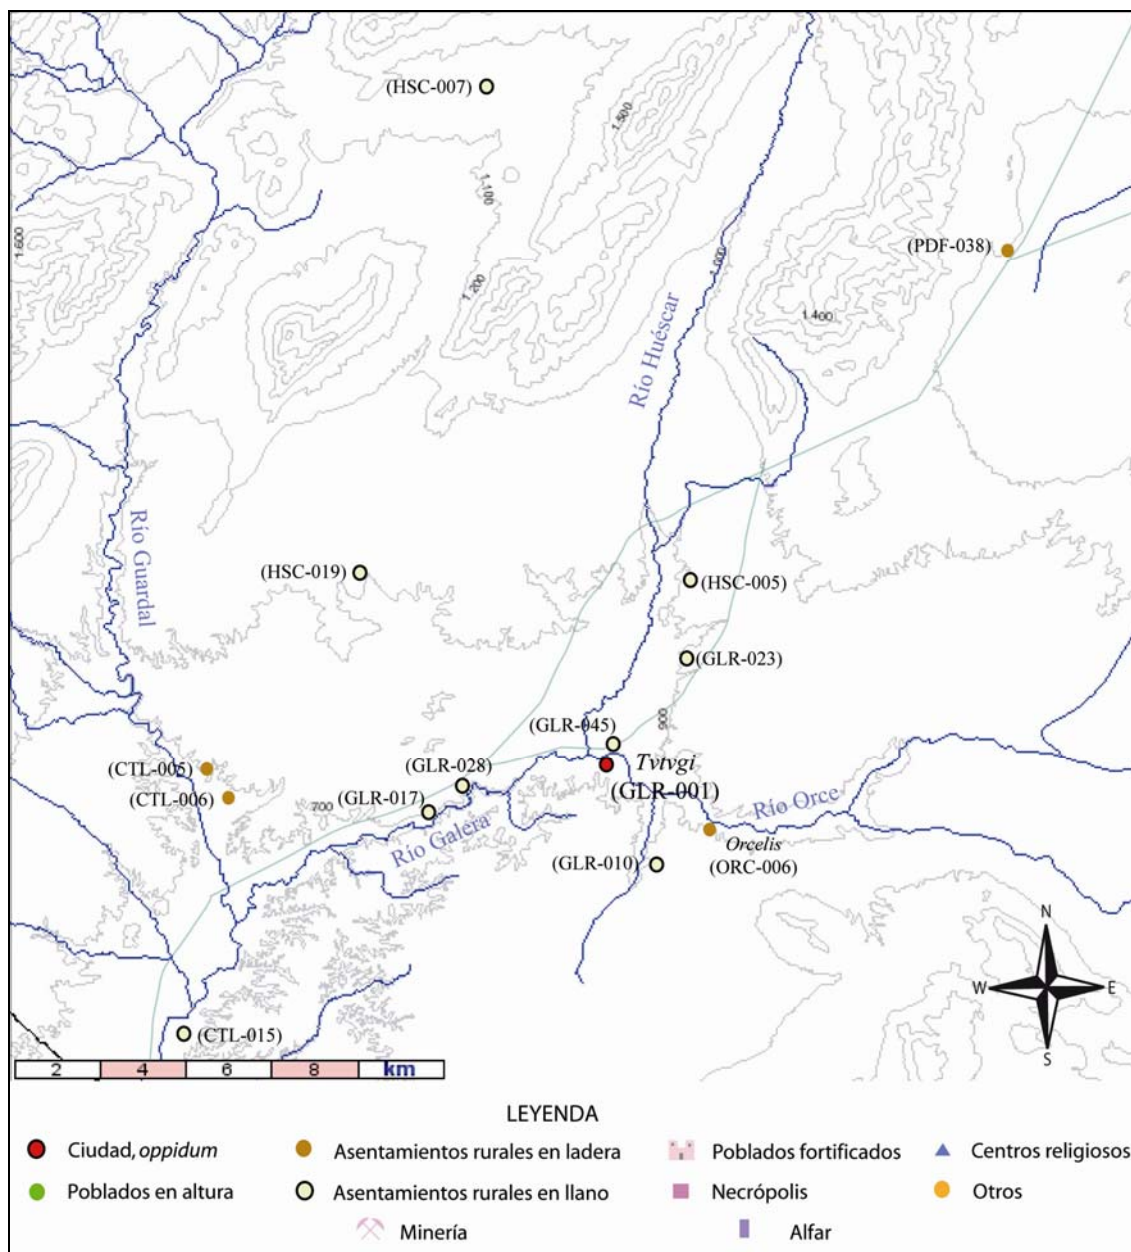 (HSC-007)
1.500
1.100
1.600
(PDF-038)
1.000
1.200
1.400
Río Huéscar
Río Guardal
(HSC-019)
(HSC-005)
(GLR-023)
900
(GLR-045)
(CTL-005)
(GLR-028)
Tvtvgi
(GLR-001)
(CTL-006)
(GLR-017)
700
Río Orce
Río Galera
Orcelis
(ORC-006)
(GLR-010)
N
W E
S
(CTL-015)
2 4 6 8 km
LEYENDA
Ciudad, oppidum Asentamientos rurales en ladera Poblados fortificados Centros religiosos
Poblados en altura Asentamientos rurales en llano Necrópolis Otros
Minería Alfar